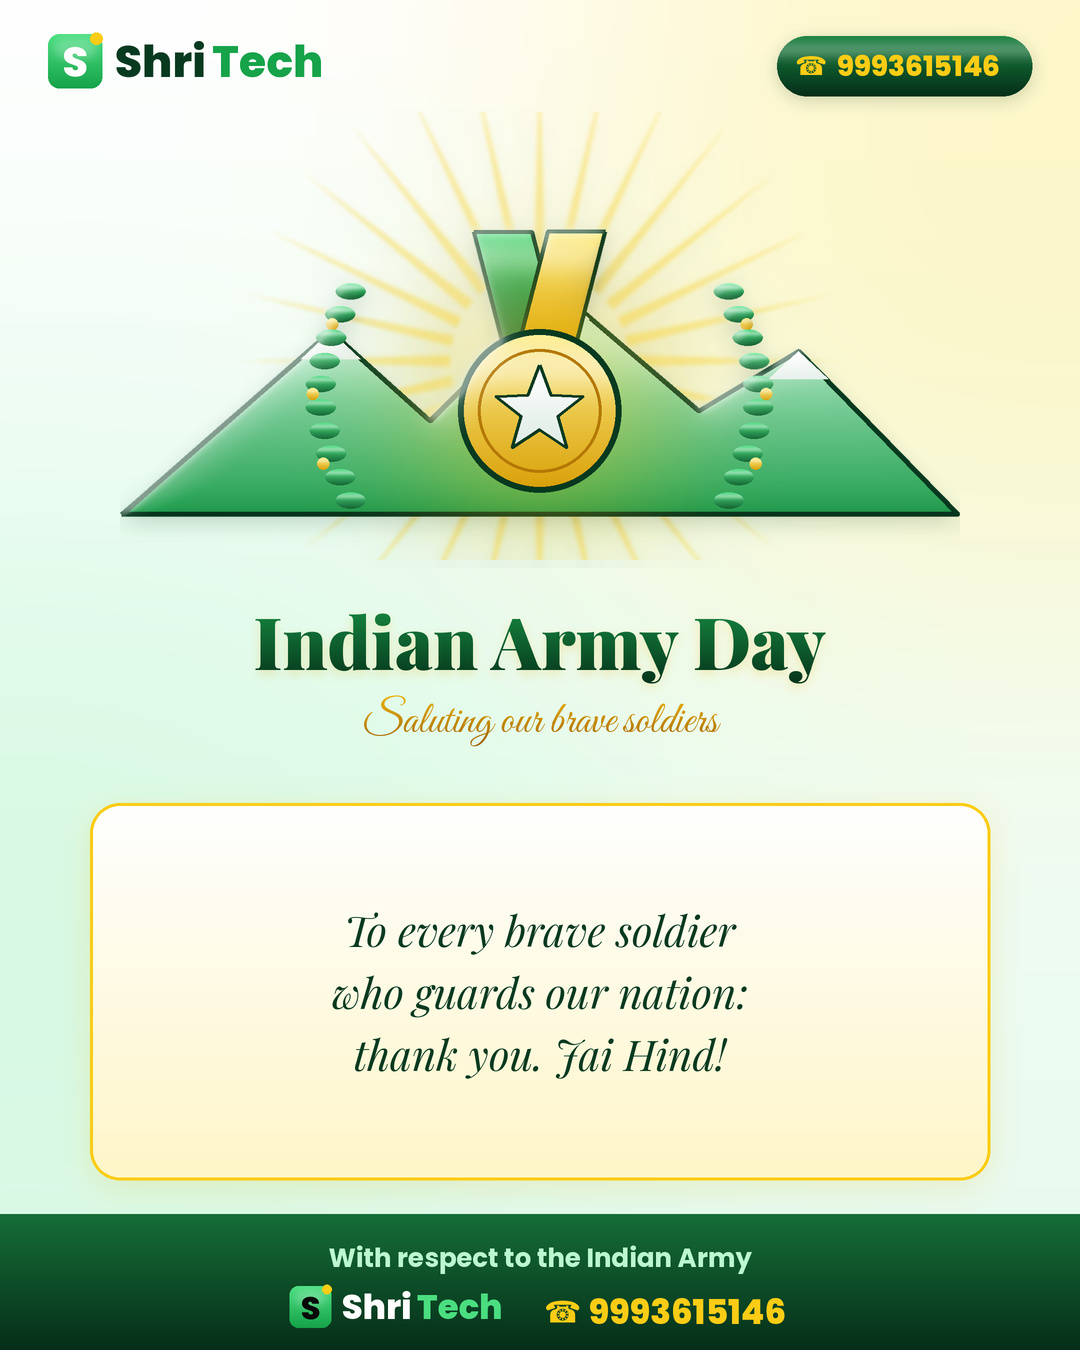 S Shri Tech
☎ 9993615146
Indian Army Day
Saluting our brave soldiers
To every brave soldier
who guards our nation:
thank you. Jai Hind!
With respect to the Indian Army
S Shri Tech ☎ 9993615146